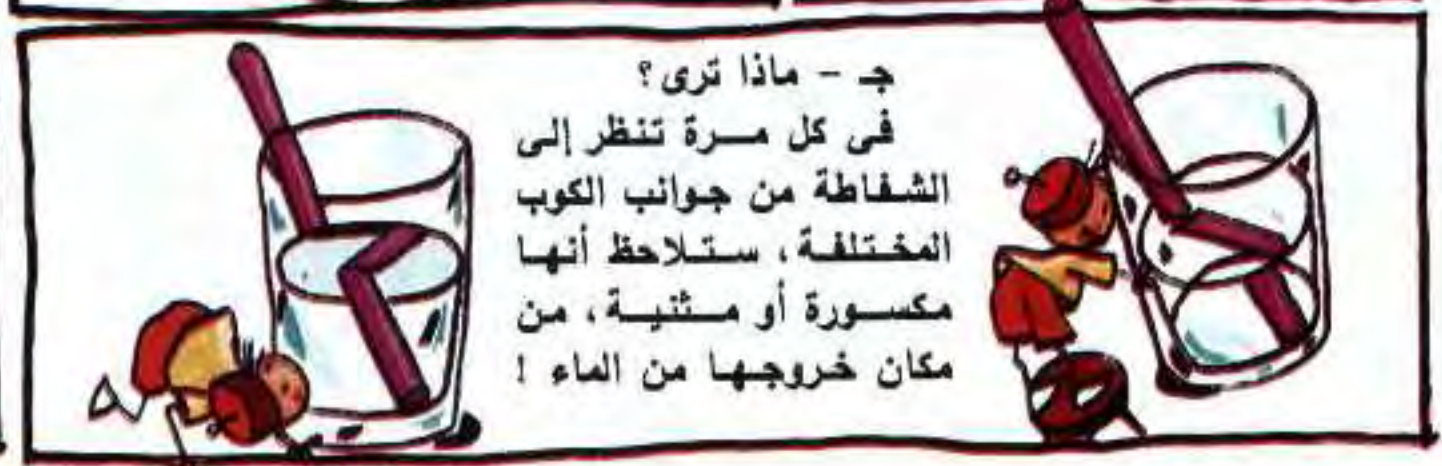 جـ - ماذا ترى؟
فى كل مرة تنظر إلى
الشفاطة من جوانب الكوب
المختلفة، ستلاحظ أنها
مكسورة أو مثنية، من
مكان خروجها من الماء !